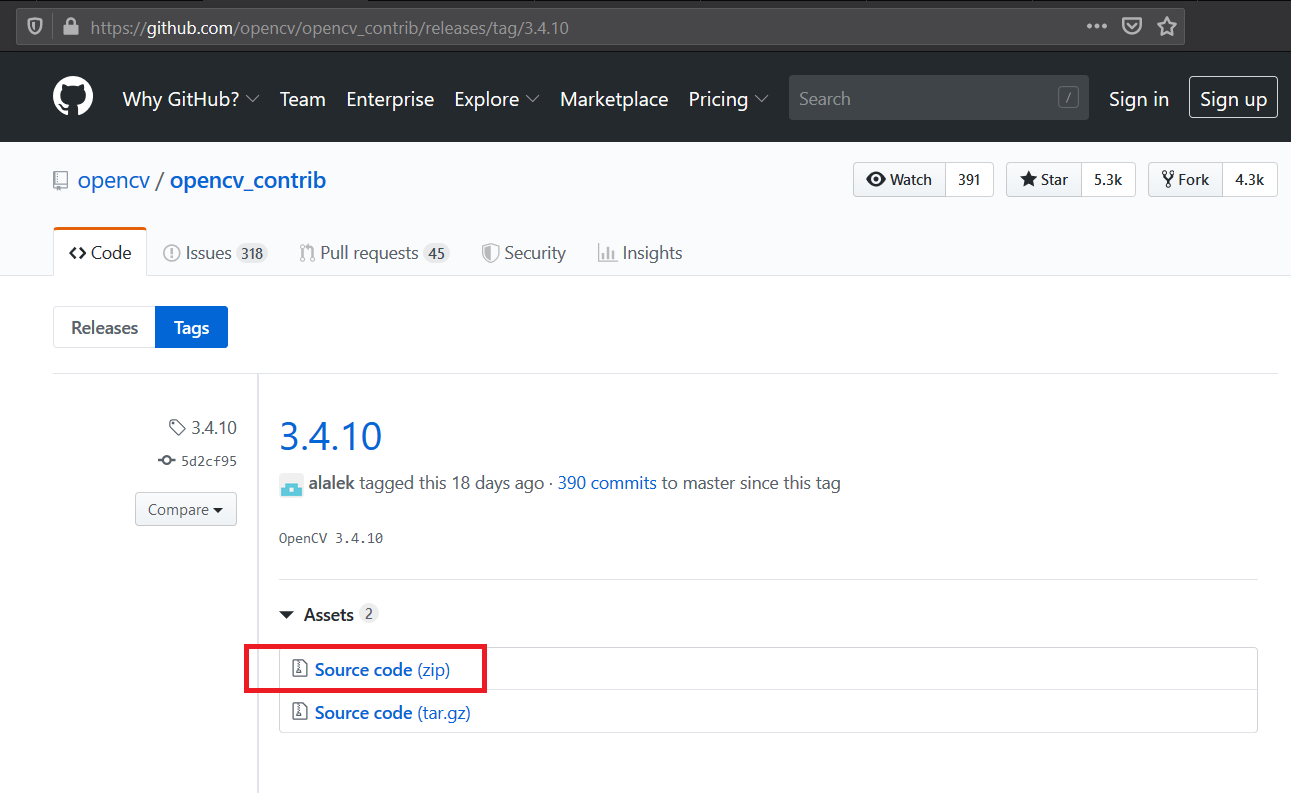 https://github.com/opencv/opencv_contrib/releases/tag/3.4.10
Why GitHub? Team Enterprise Explore Marketplace Pricing Search / Sign in Sign up
opencv / opencv_contrib Watch 391 Star 5.3k Fork 4.3k
Code Issues 318 Pull requests 45 Security Insights
Releases Tags
3.4.10
5d2cf95
Compare
3.4.10
alalek tagged this 18 days ago · 390 commits to master since this tag
OpenCV 3.4.10
Assets 2
Source code (zip)
Source code (tar.gz)